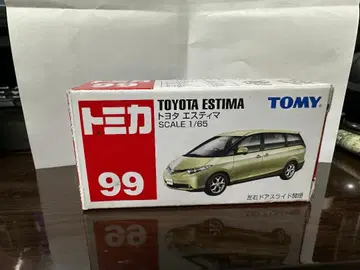 トミカ
99
TOYOTA ESTIMA
トヨタ エスティマ
SCALE 1/65
TOMY
左右ドアスライド開閉